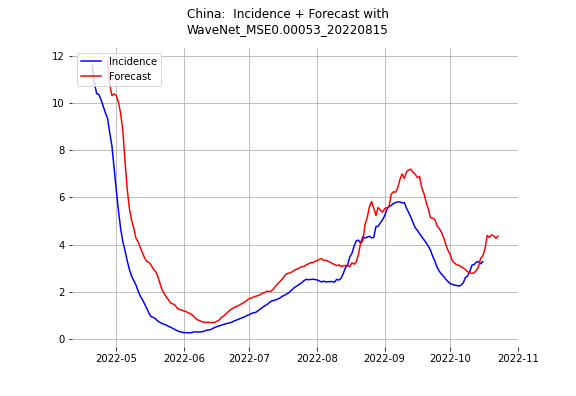 China:  Incidence + Forecast with
WaveNet_MSE0.00053_20220815
12
Incidence
Forecast
10
8
6
4
2
0
2022-05 2022-06 2022-07 2022-08 2022-09 2022-10 2022-11